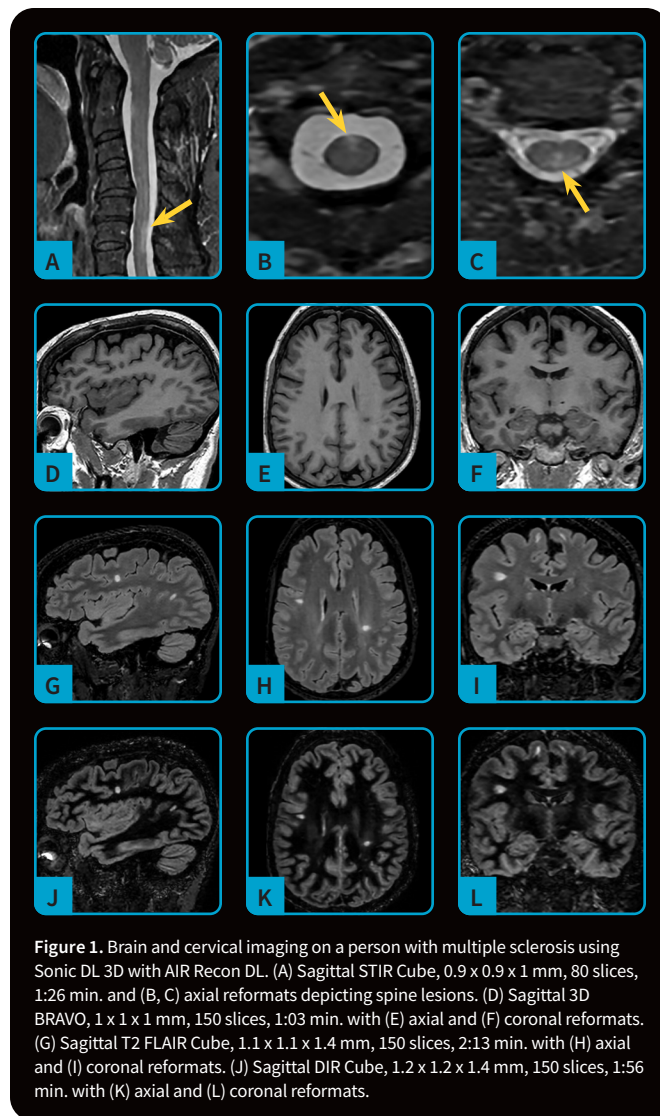 A
B
C
D
E
F
G
H
I
J
K
L
Figure 1. Brain and cervical imaging on a person with multiple sclerosis using
Sonic DL 3D with AIR Recon DL. (A) Sagittal STIR Cube, 0.9 x 0.9 x 1 mm, 80 slices,
1:26 min. and (B, C) axial reformats depicting spine lesions. (D) Sagittal 3D
BRAVO, 1 x 1 x 1 mm, 150 slices, 1:03 min. with (E) axial and (F) coronal reformats.
(G) Sagittal T2 FLAIR Cube, 1.1 x 1.1 x 1.4 mm, 150 slices, 2:13 min. with (H) axial
and (I) coronal reformats. (J) Sagittal DIR Cube, 1.2 x 1.2 x 1.4 mm, 150 slices, 1:56
min. with (K) axial and (L) coronal reformats.